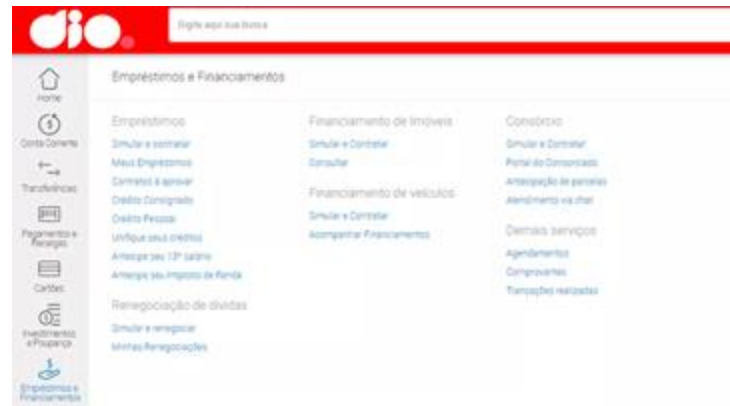 dio.
Digite aqui sua busca
Home
Conta Corrente
Transferências
Pagamentos e
Recargas
Cartões
Investimentos
e Poupança
Empréstimos e
Financiamentos
Empréstimos e Financiamentos
Empréstimos
Simular e contratar
Meus Empréstimos
Contratos a aprovar
Crédito Consignado
Crédito Pessoal
Unifique seus créditos
Antecipe seu 13º salário
Antecipe seu Imposto de Renda
Renegociação de dívidas
Simular e renegociar
Minhas Renegociações
Financiamento de Imóveis
Simular e Contratar
Consultar
Financiamento de veículos
Simular e Contratar
Acompanhar Financiamentos
Consórcio
Simular e Contratar
Portal do Consorciado
Antecipação de parcelas
Atendimento via chat
Demais serviços
Agendamentos
Comprovantes
Transações realizadas